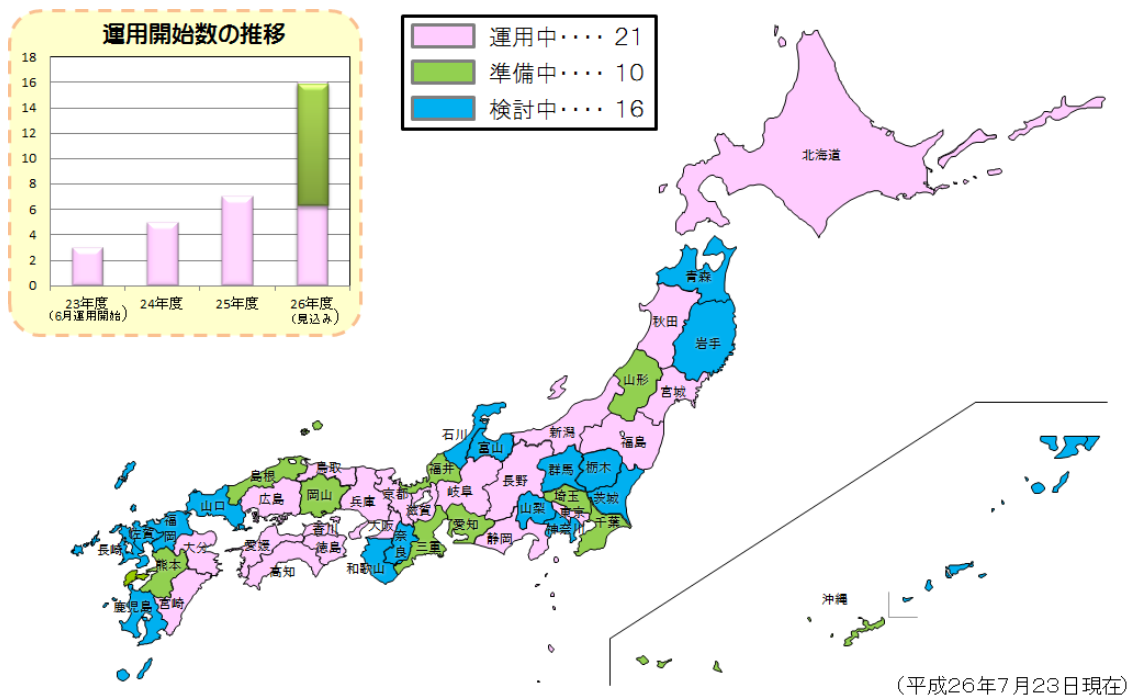 運用開始数の推移
18
16
14
12
10
8
6
4
2
0
23年度
(6月運用開始)
24年度
25年度
26年度
(見込み)
運用中････ 21
準備中････ 10
検討中････ 16
北海道
青森
秋田
岩手
山形
宮城
新潟
福島
石川
富山
福井
群馬
栃木
長野
岐阜
茨城
埼玉
東京
山梨
神奈川
千葉
静岡
愛知
滋賀
京都
三重
奈良
和歌山
大阪
兵庫
鳥取
島根
岡山
広島
山口
香川
徳島
愛媛
高知
福岡
佐賀
長崎
大分
熊本
宮崎
鹿児島
沖縄
(平成26年7月23日現在)